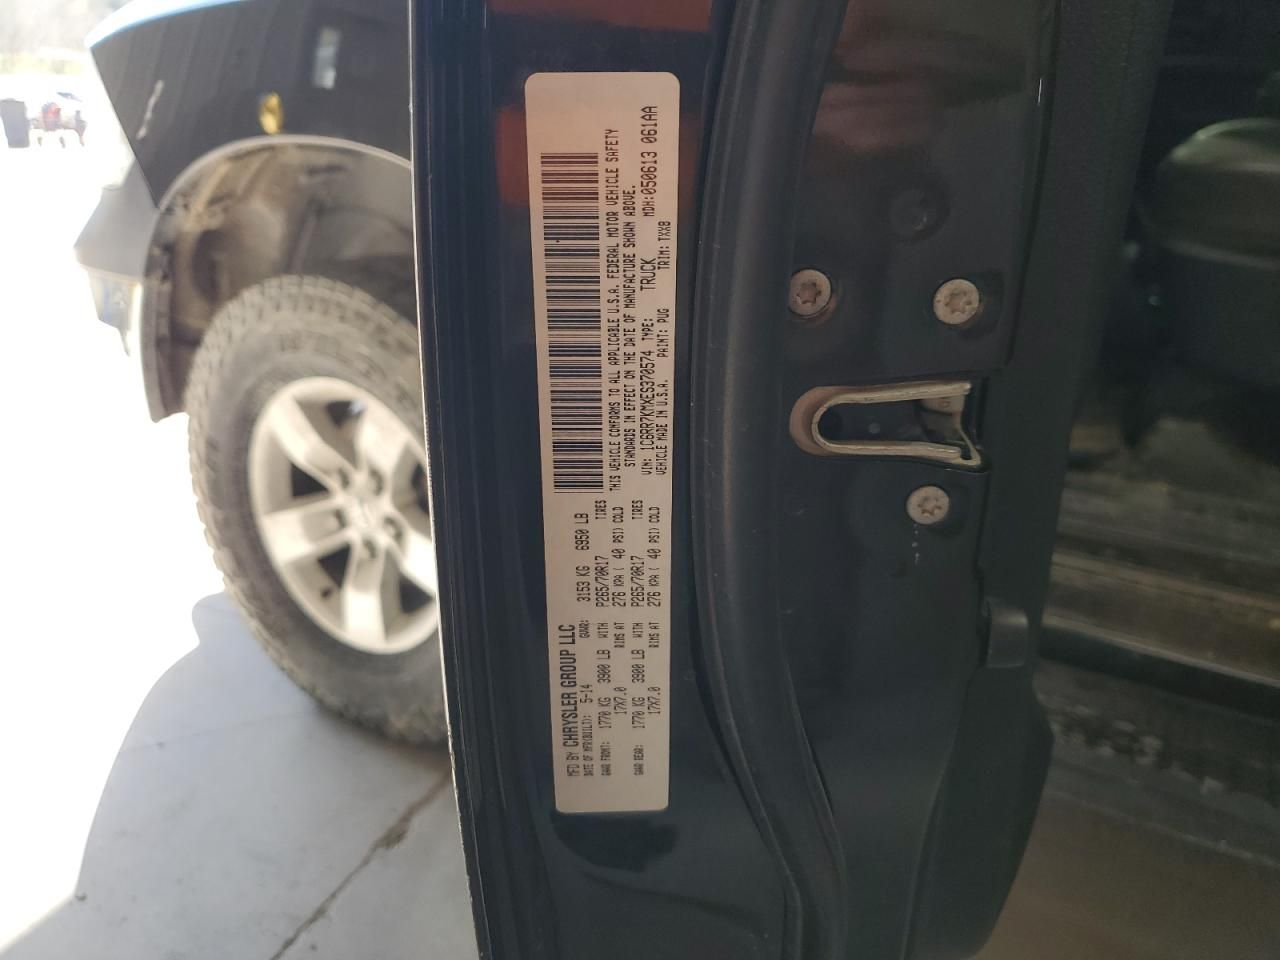 MFD BY CHRYSLER GROUP LLC
DATE OF MFR(BUILT): 5-14 GVWR: 3153 KG 6950 LB
GAWR FRONT: 1770 KG 3900 LB WITH P265/70R17 TIRES
17X7.0 RIMS AT 276 KPA ( 40 PSI) COLD
GAWR REAR: 1770 KG 3900 LB WITH P265/70R17 TIRES
17X7.0 RIMS AT 276 KPA ( 40 PSI) COLD
THIS VEHICLE CONFORMS TO ALL APPLICABLE U.S.A. FEDERAL MOTOR VEHICLE SAFETY
STANDARDS IN EFFECT ON THE DATE OF MANUFACTURE SHOWN ABOVE.
VIN: 1C6RR7KMXES370574 TYPE: TRUCK MDH:050613 061AA
VEHICLE MADE IN U.S.A. PAINT: PUG TRIM: TXX8